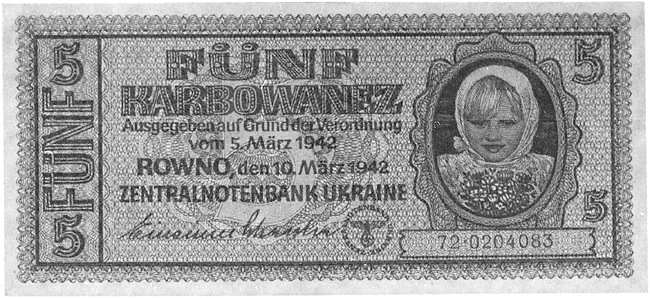 5 FÜNF 5
FÜNF
5
KARBOWANEZ
Ausgegeben auf Grund der Verordnung
vom 5. März 1942
ROWNO, den 10. März 1942
ZENTRALNOTENBANK UKRAINE
5
72·0204083